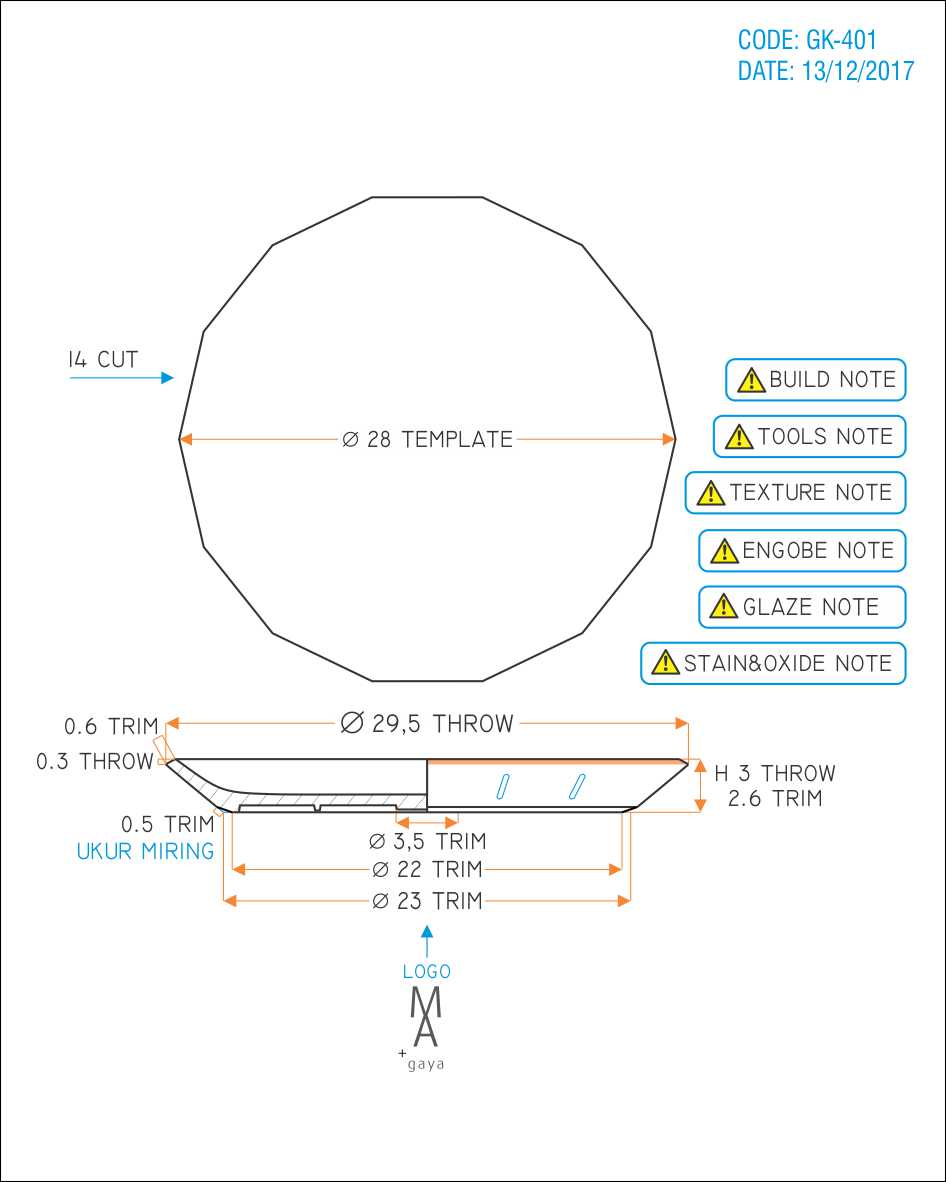 CODE: GK-401
DATE: 13/12/2017
14 CUT
⌀ 28 TEMPLATE
BUILD NOTE
TOOLS NOTE
TEXTURE NOTE
ENGOBE NOTE
GLAZE NOTE
STAIN&OXIDE NOTE
0.6 TRIM
⌀ 29,5 THROW
0.3 THROW
H 3 THROW
2.6 TRIM
0.5 TRIM
UKUR MIRING
⌀ 3,5 TRIM
⌀ 22 TRIM
⌀ 23 TRIM
LOGO
M
A
+gaya